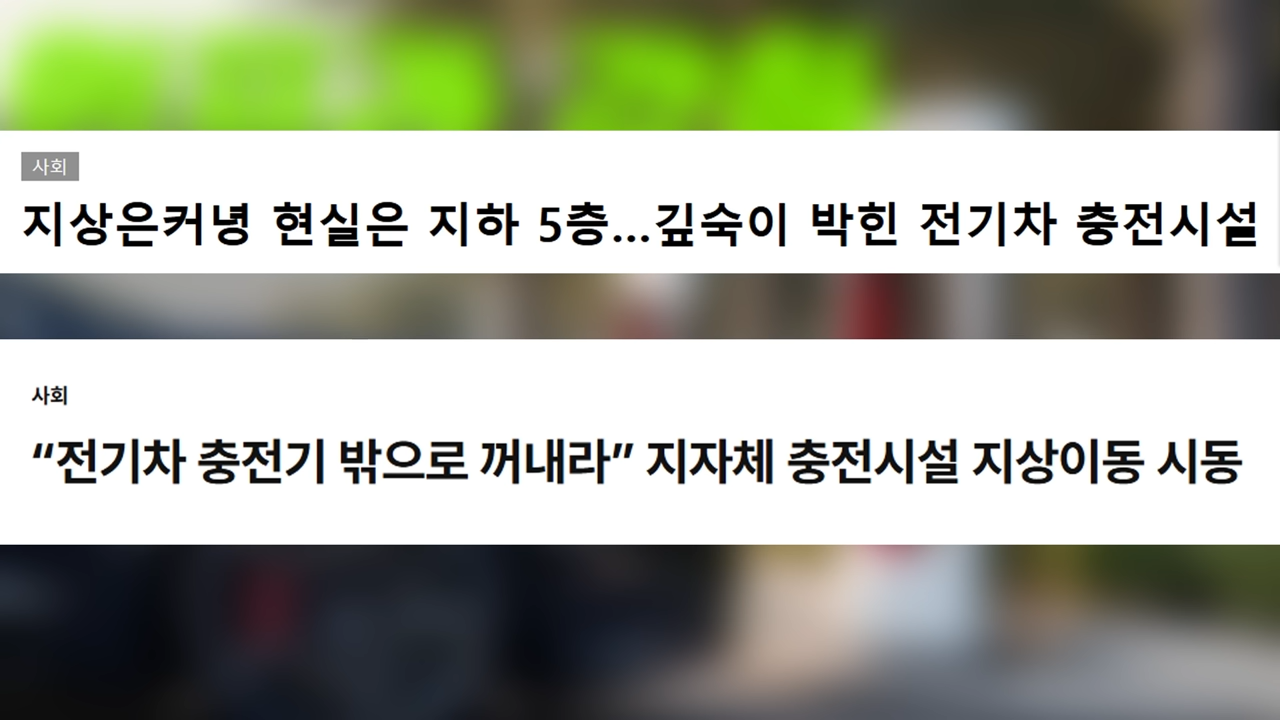 사회
지상은커녕 현실은 지하 5층...깊숙이 박힌 전기차 충전시설
사회
“전기차 충전기 밖으로 꺼내라” 지자체 충전시설 지상이동 시동